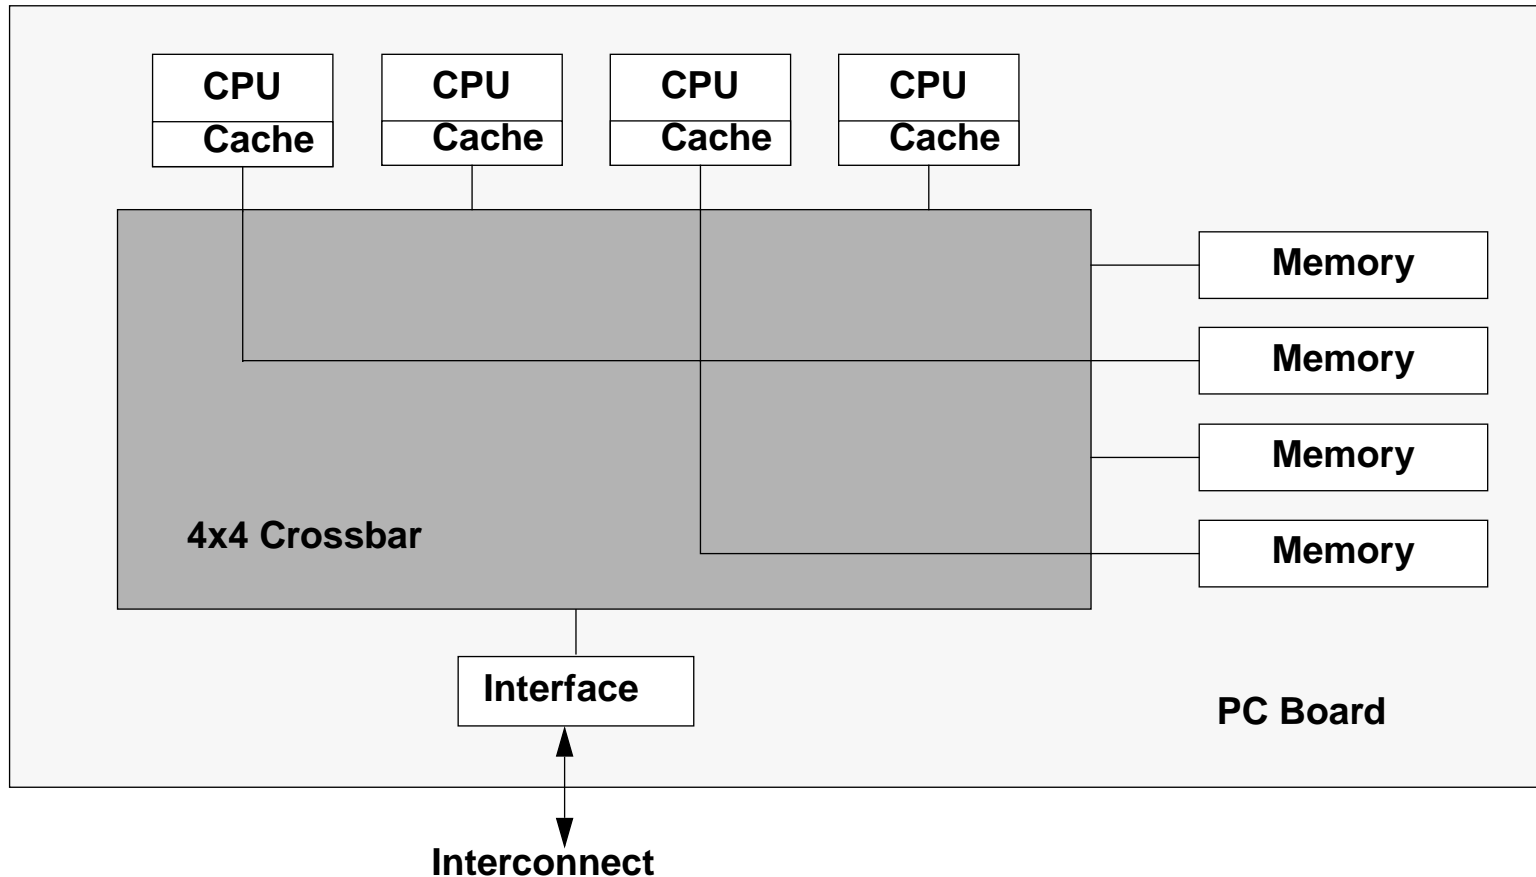 CPU
Cache
CPU
Cache
CPU
Cache
CPU
Cache
Memory
Memory
Memory
Memory
4x4 Crossbar
Interface
PC Board
Interconnect